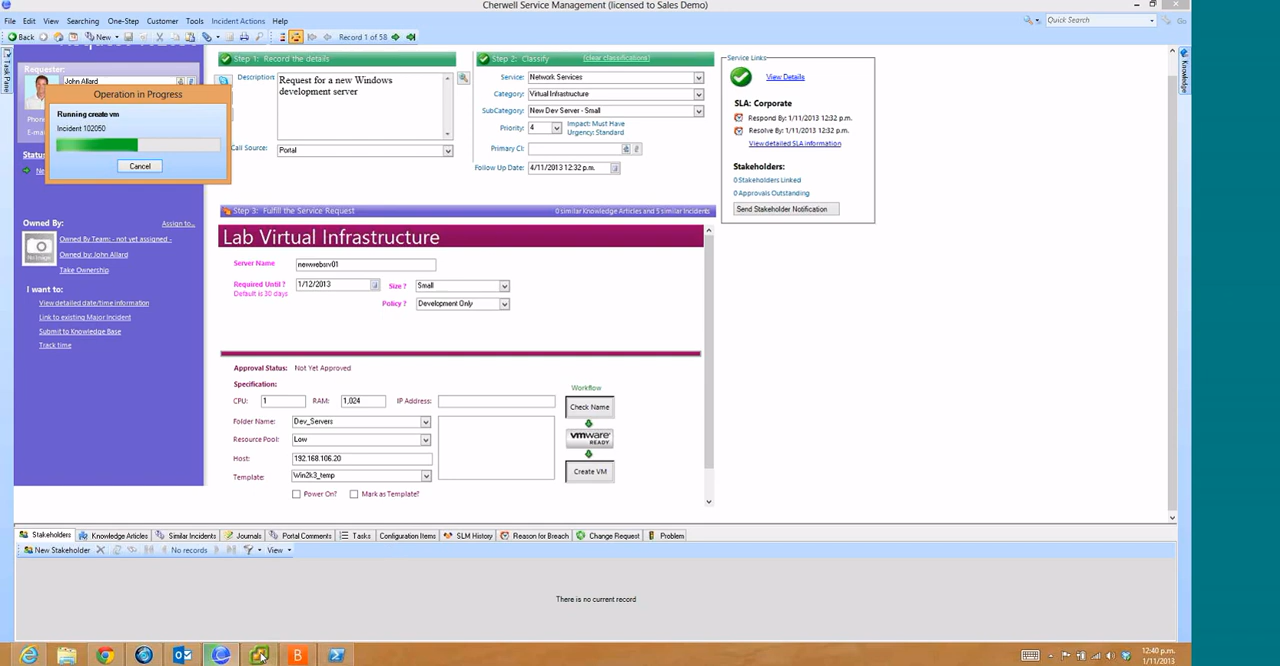 Cherwell Service Management (licensed to Sales Demo)
File Edit View Searching One-Step Customer Tools Incident Actions Help
Back New Record 1 of 58 Quick Search
Task Pane
Requester:
John Allard
Operation in Progress
Running create vm
Incident 102050
Cancel
Status
Owned By: Assign to...
Owned By Team: - not yet assigned -
Owned by: John Allard
Take Ownership
I want to:
View detailed date/time information
Link to existing Major Incident
Submit to Knowledge Base
Track time
Step 1: Record the details
Description:
Request for a new Windows
development server
Call Source: Portal
Step 2: Classify (clear classifications)
Service: Network Services
Category: Virtual Infrastructure
SubCategory: New Dev Server - Small
Priority: 4 Impact: Must Have
Urgency: Standard
Primary CI:
Follow Up Date: 4/11/2013 12:32 p.m.
Service Links
View Details
SLA: Corporate
Respond By: 1/11/2013 12:32 p.m.
Resolve By: 1/11/2013 12:32 p.m.
View detailed SLA information
Stakeholders:
0 Stakeholders Linked
0 Approvals Outstanding
Send Stakeholder Notification
Knowledge
Step 3: Fulfill the Service Request 0 similar Knowledge Articles and 5 similar Incidents
Lab Virtual Infrastructure
Server Name newwebsrv01
Required Until ? 1/12/2013 Size ? Small
Default is 30 days
Policy ? Development Only
Approval Status: Not Yet Approved
Specification:
CPU: 1 RAM: 1,024 IP Address:
Folder Name: Dev_Servers
Resource Pool: Low
Host: 192.168.106.20
Template: Win2k3_temp
Power On? Mark as Template?
Workflow
Check Name
vmware
READY
Create VM
Stakeholders Knowledge Articles Similar Incidents Journals Portal Comments Tasks Configuration Items SLM History Reason for Breach Change Request Problem
New Stakeholder No records View
There is no current record
12:40 p.m.
1/11/2013